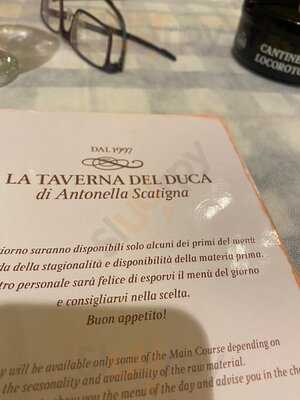 CANTINE
LOCOROTO
DAL 1997
LA TAVERNA DEL DUCA
di Antonella Scatigna
giorno saranno disponibili solo alcuni dei primi del menù
della stagionalità e disponibilità della materia prima.
personale sarà felice di esporvi il menù del giorno
e consigliarvi nella scelta.
Buon appetito!
will be available only some of the Main Course depending
the seasonality and availability of the raw material.
show you the menu of the day and advise you in the